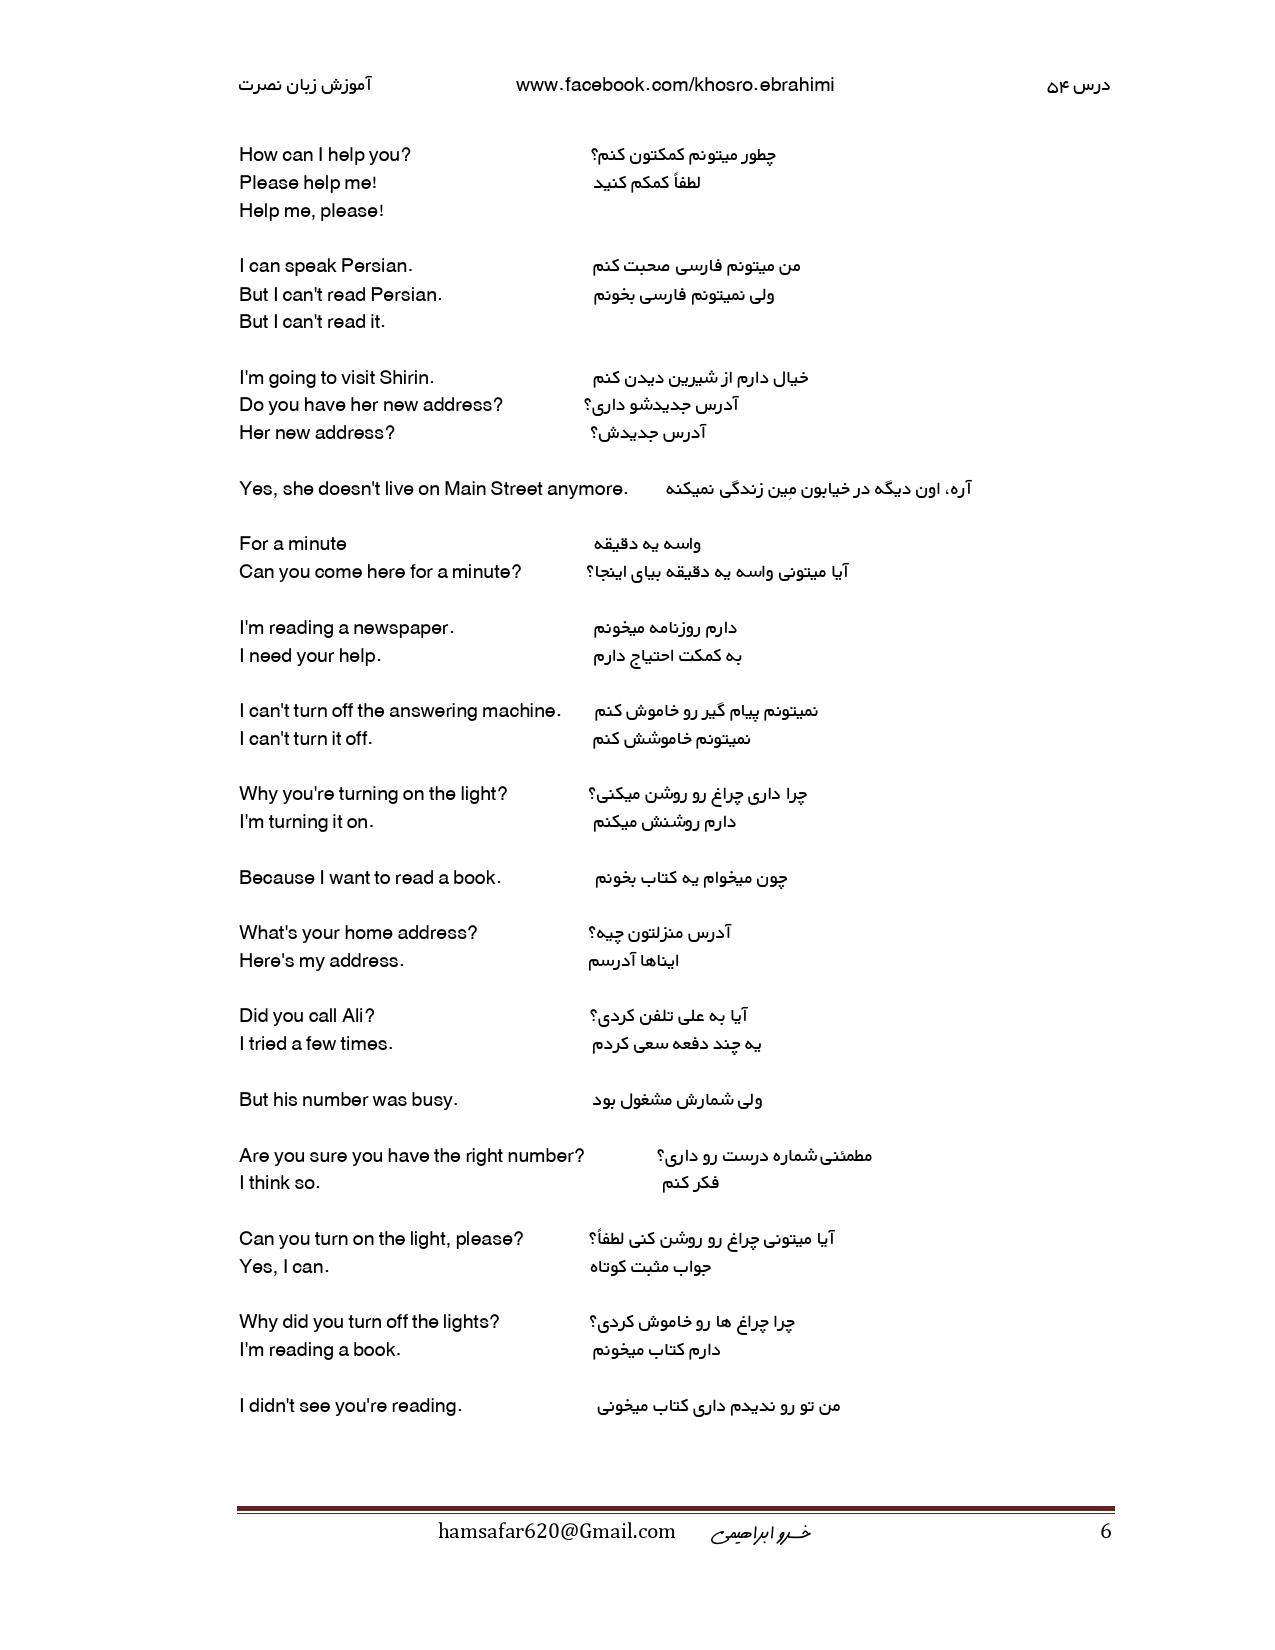 آموزش زبان نصرت www.facebook.com/khosro.ebrahimi درس ۵۴
How can I help you? چطور میتونم کمکتون کنم؟
Please help me! لطفاً کمکم کنید
Help me, please!
I can speak Persian. من میتونم فارسی صحبت کنم
But I can't read Persian. ولی نمیتونم فارسی بخونم
But I can't read it.
I'm going to visit Shirin. خیال دارم از شیرین دیدن کنم
Do you have her new address? آدرس جدیدشو داری؟
Her new address? آدرس جدیدش؟
Yes, she doesn't live on Main Street anymore. آره، اون دیگه در خیابون مِین زندگی نمیکنه
For a minute واسه یه دقیقه
Can you come here for a minute? آیا میتونی واسه یه دقیقه بیای اینجا؟
I'm reading a newspaper. دارم روزنامه میخونم
I need your help. به کمکت احتیاج دارم
I can't turn off the answering machine. نمیتونم پیام گیر رو خاموش کنم
I can't turn it off. نمیتونم خاموشش کنم
Why you're turning on the light? چرا داری چراغ رو روشن میکنی؟
I'm turning it on. دارم روشنش میکنم
Because I want to read a book. چون میخوام یه کتاب بخونم
What's your home address? آدرس منزلتون چیه؟
Here's my address. ایناها آدرسم
Did you call Ali? آیا به علی تلفن کردی؟
I tried a few times. یه چند دفعه سعی کردم
But his number was busy. ولی شمارش مشغول بود
Are you sure you have the right number? مطمئنی شماره درست رو داری؟
I think so. فکر کنم
Can you turn on the light, please? آیا میتونی چراغ رو روشن کنی لطفاً؟
Yes, I can. جواب مثبت کوتاه
Why did you turn off the lights? چرا چراغ ها رو خاموش کردی؟
I'm reading a book. دارم کتاب میخونم
I didn't see you're reading. من تو رو ندیدم داری کتاب میخونی
hamsafar620@Gmail.com خسرو ابراهیمی 6